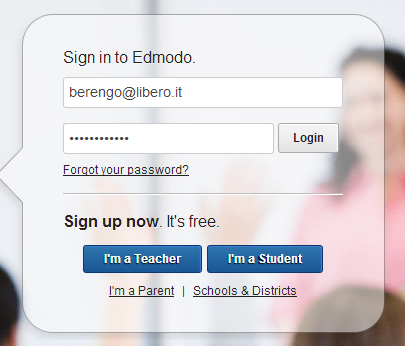 Sign in to Edmodo.
berengo@libero.it
•••••••••••• Login
Forgot your password?
Sign up now. It's free.
I'm a Teacher I'm a Student
I'm a Parent | Schools & Districts